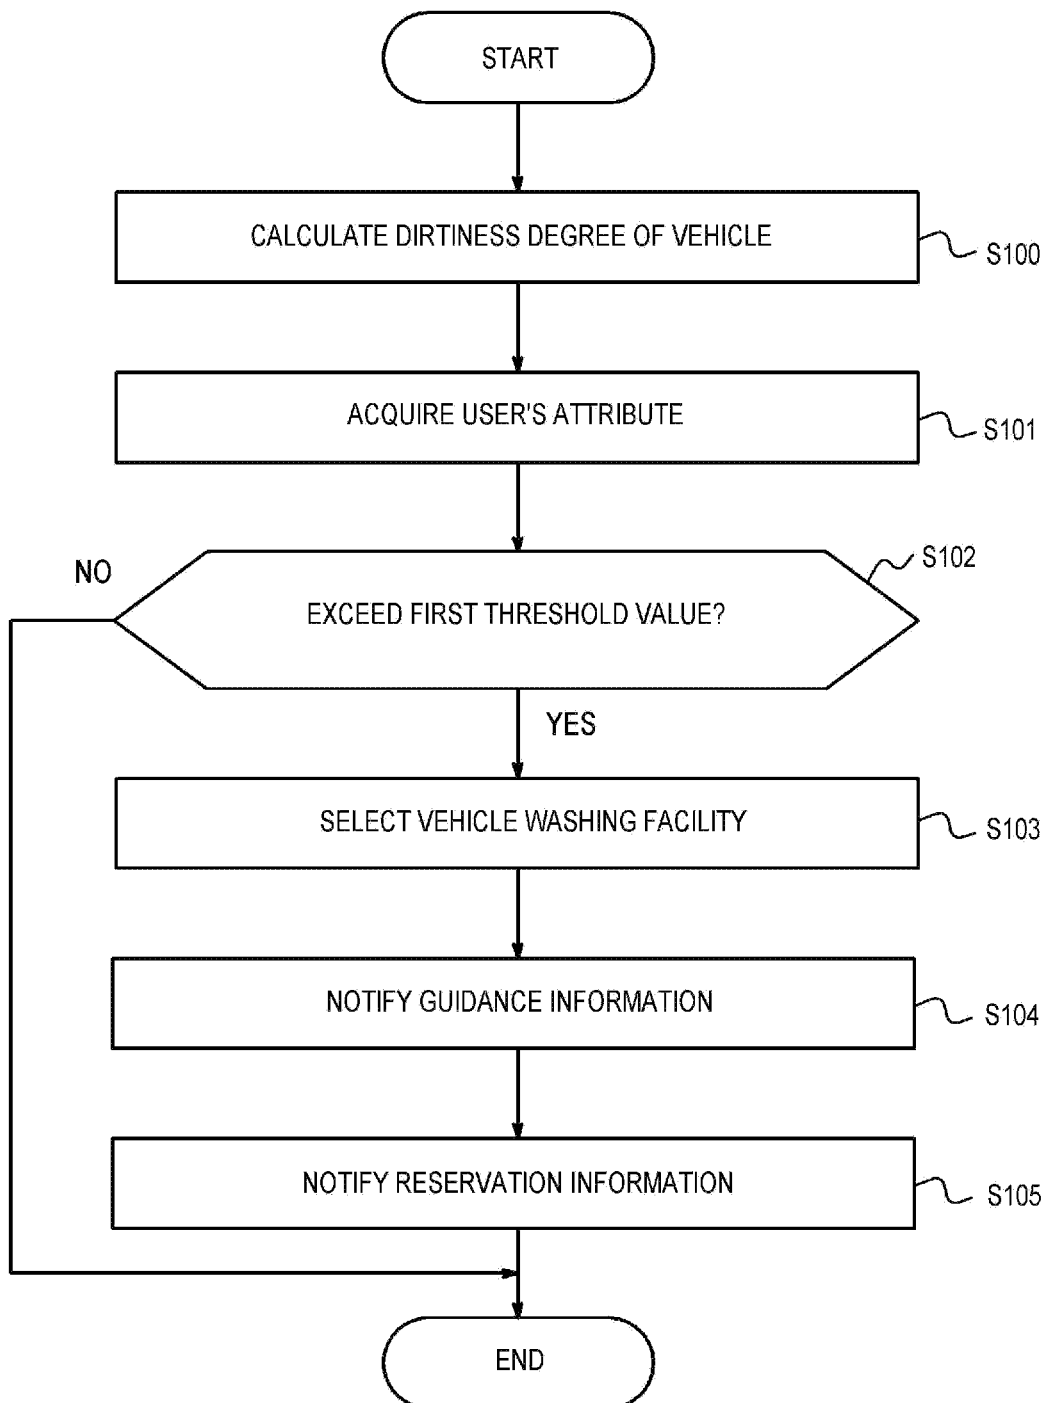 START
CALCULATE DIRTINESS DEGREE OF VEHICLE
S100
ACQUIRE USER'S ATTRIBUTE
S101
S102
NO
EXCEED FIRST THRESHOLD VALUE?
YES
SELECT VEHICLE WASHING FACILITY
S103
NOTIFY GUIDANCE INFORMATION
S104
NOTIFY RESERVATION INFORMATION
S105
END